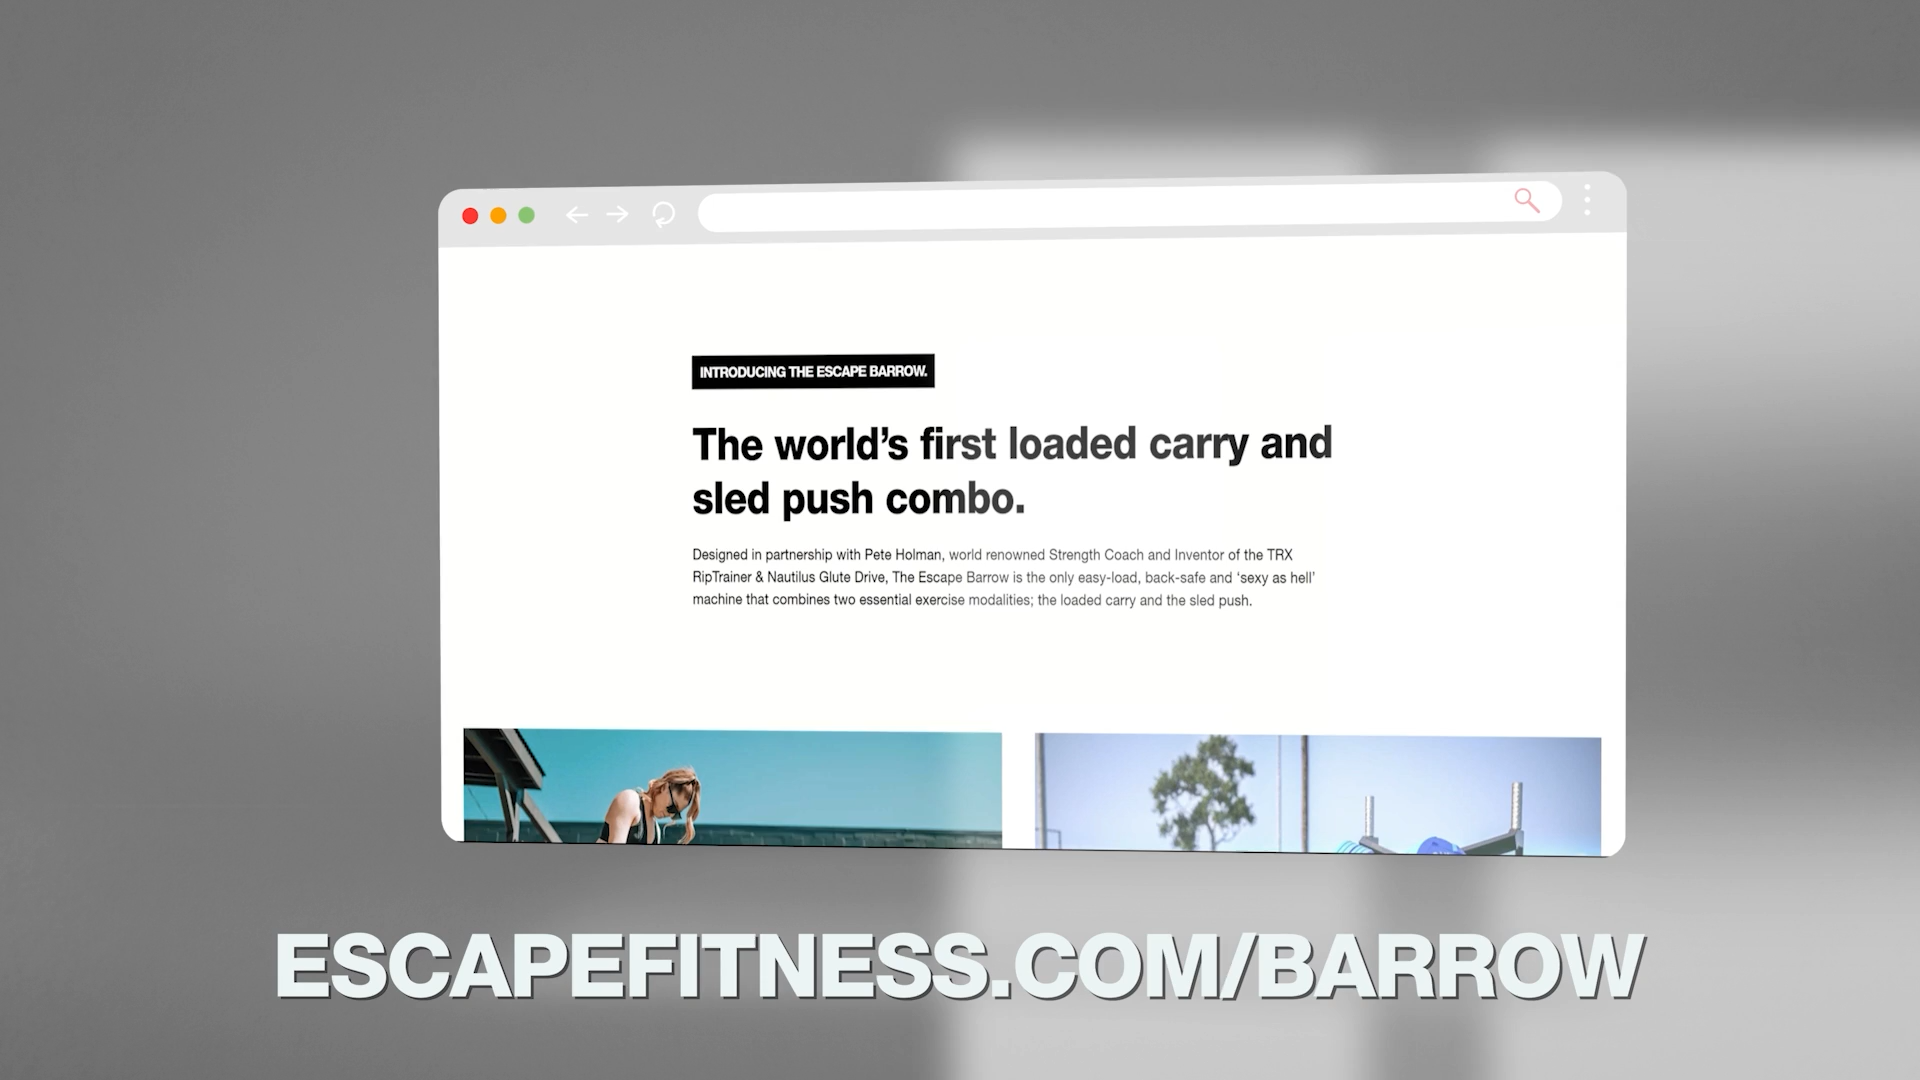 INTRODUCING THE ESCAPE BARROW.
The world’s first loaded carry and
sled push combo.
Designed in partnership with Pete Holman, world renowned Strength Coach and Inventor of the TRX
RipTrainer & Nautilus Glute Drive, The Escape Barrow is the only easy-load, back-safe and ‘sexy as hell’
machine that combines two essential exercise modalities; the loaded carry and the sled push.
ESCAPEFITNESS.COM/BARROW